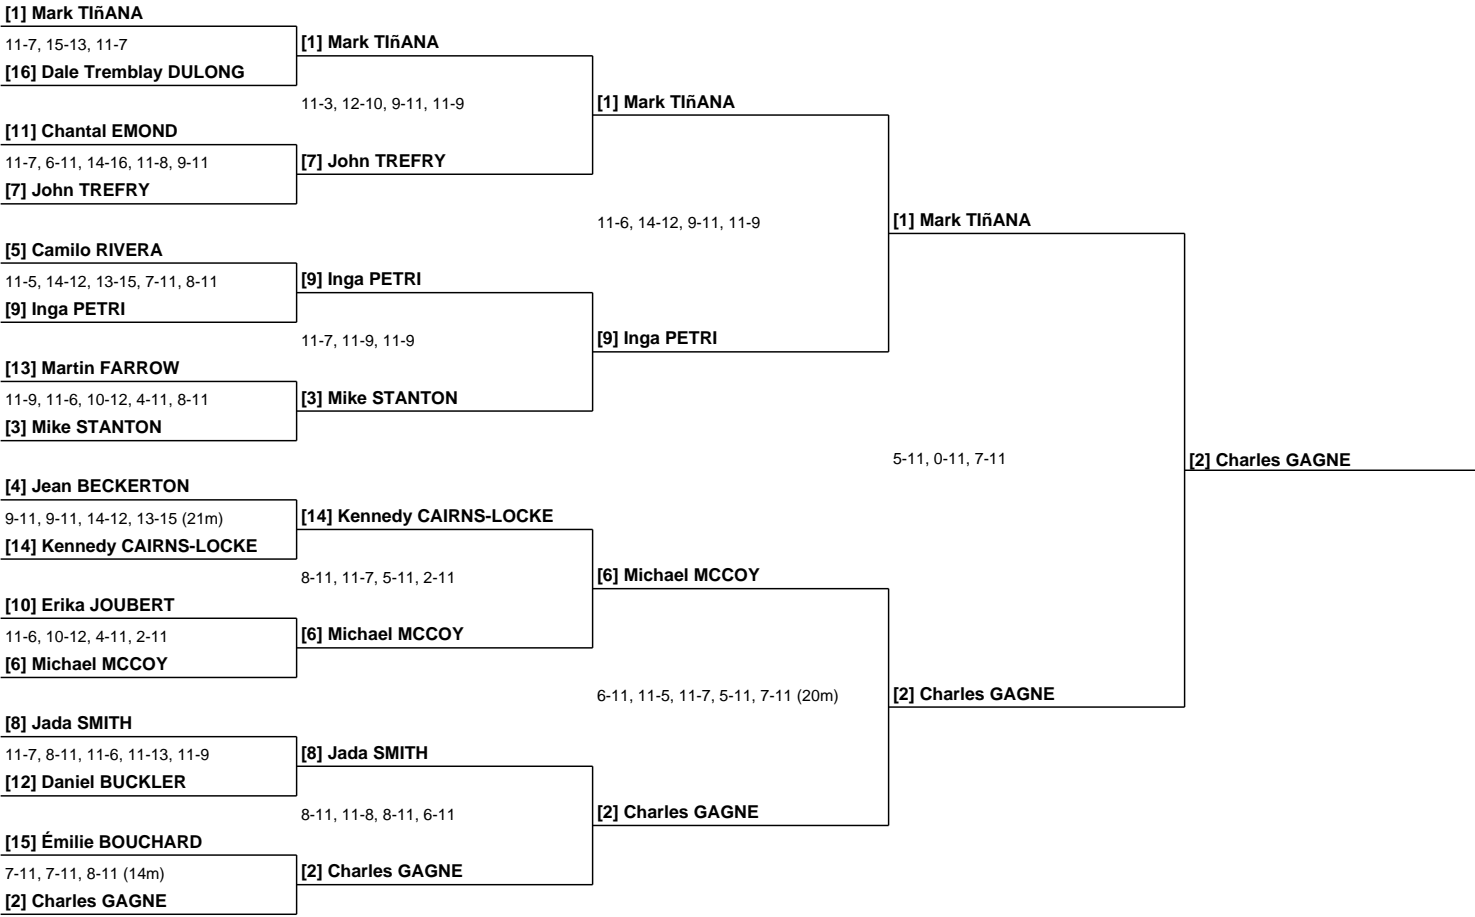 [1] Mark TIñANA
11-7, 15-13, 11-7
[16] Dale Tremblay DULONG
[11] Chantal EMOND
11-7, 6-11, 14-16, 11-8, 9-11
[7] John TREFRY
[5] Camilo RIVERA
11-5, 14-12, 13-15, 7-11, 8-11
[9] Inga PETRI
[13] Martin FARROW
11-9, 11-6, 10-12, 4-11, 8-11
[3] Mike STANTON
[4] Jean BECKERTON
9-11, 9-11, 14-12, 13-15 (21m)
[14] Kennedy CAIRNS-LOCKE
[10] Erika JOUBERT
11-6, 10-12, 4-11, 2-11
[6] Michael MCCOY
[8] Jada SMITH
11-7, 8-11, 11-6, 11-13, 11-9
[12] Daniel BUCKLER
[15] Émilie BOUCHARD
7-11, 7-11, 8-11 (14m)
[2] Charles GAGNE
[1] Mark TIñANA
11-3, 12-10, 9-11, 11-9
[7] John TREFRY
[9] Inga PETRI
11-7, 11-9, 11-9
[3] Mike STANTON
[14] Kennedy CAIRNS-LOCKE
8-11, 11-7, 5-11, 2-11
[6] Michael MCCOY
[8] Jada SMITH
8-11, 11-8, 8-11, 6-11
[2] Charles GAGNE
[1] Mark TIñANA
11-6, 14-12, 9-11, 11-9
[9] Inga PETRI
[6] Michael MCCOY
6-11, 11-5, 11-7, 5-11, 7-11 (20m)
[2] Charles GAGNE
[1] Mark TIñANA
5-11, 0-11, 7-11
[2] Charles GAGNE
[2] Charles GAGNE